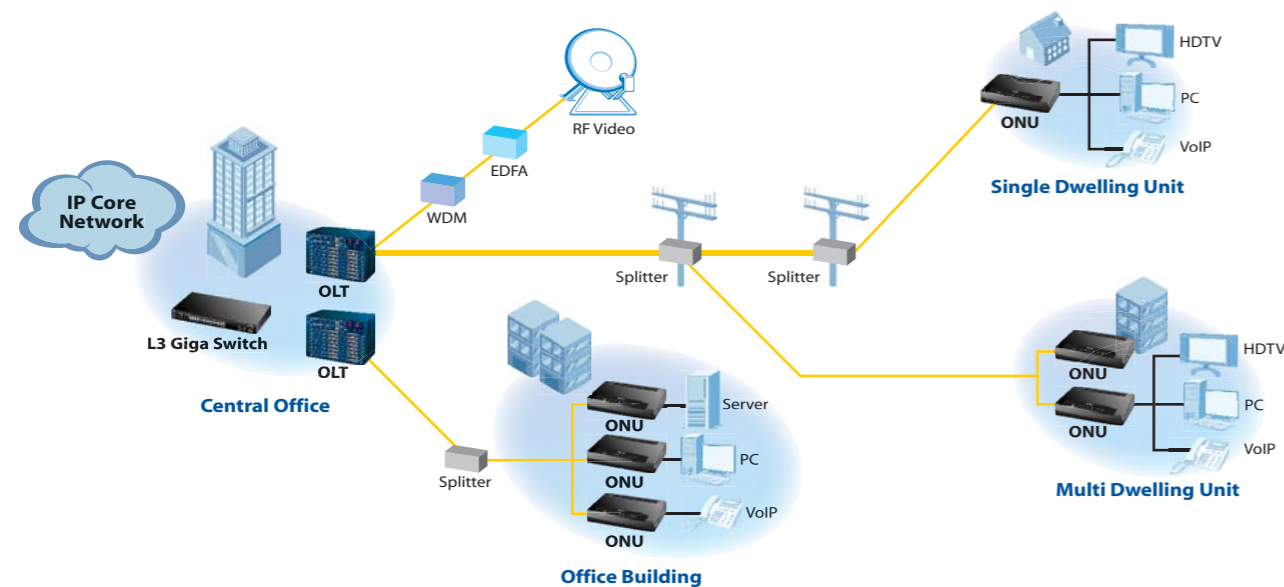 RF Video
EDFA
WDM
IP Core
Network
OLT
L3 Giga Switch
OLT
Central Office
Splitter
Splitter
HDTV
PC
ONU
VoIP
Single Dwelling Unit
Splitter
ONU
Server
ONU
PC
ONU
VoIP
Office Building
HDTV
ONU
PC
ONU
VoIP
Multi Dwelling Unit